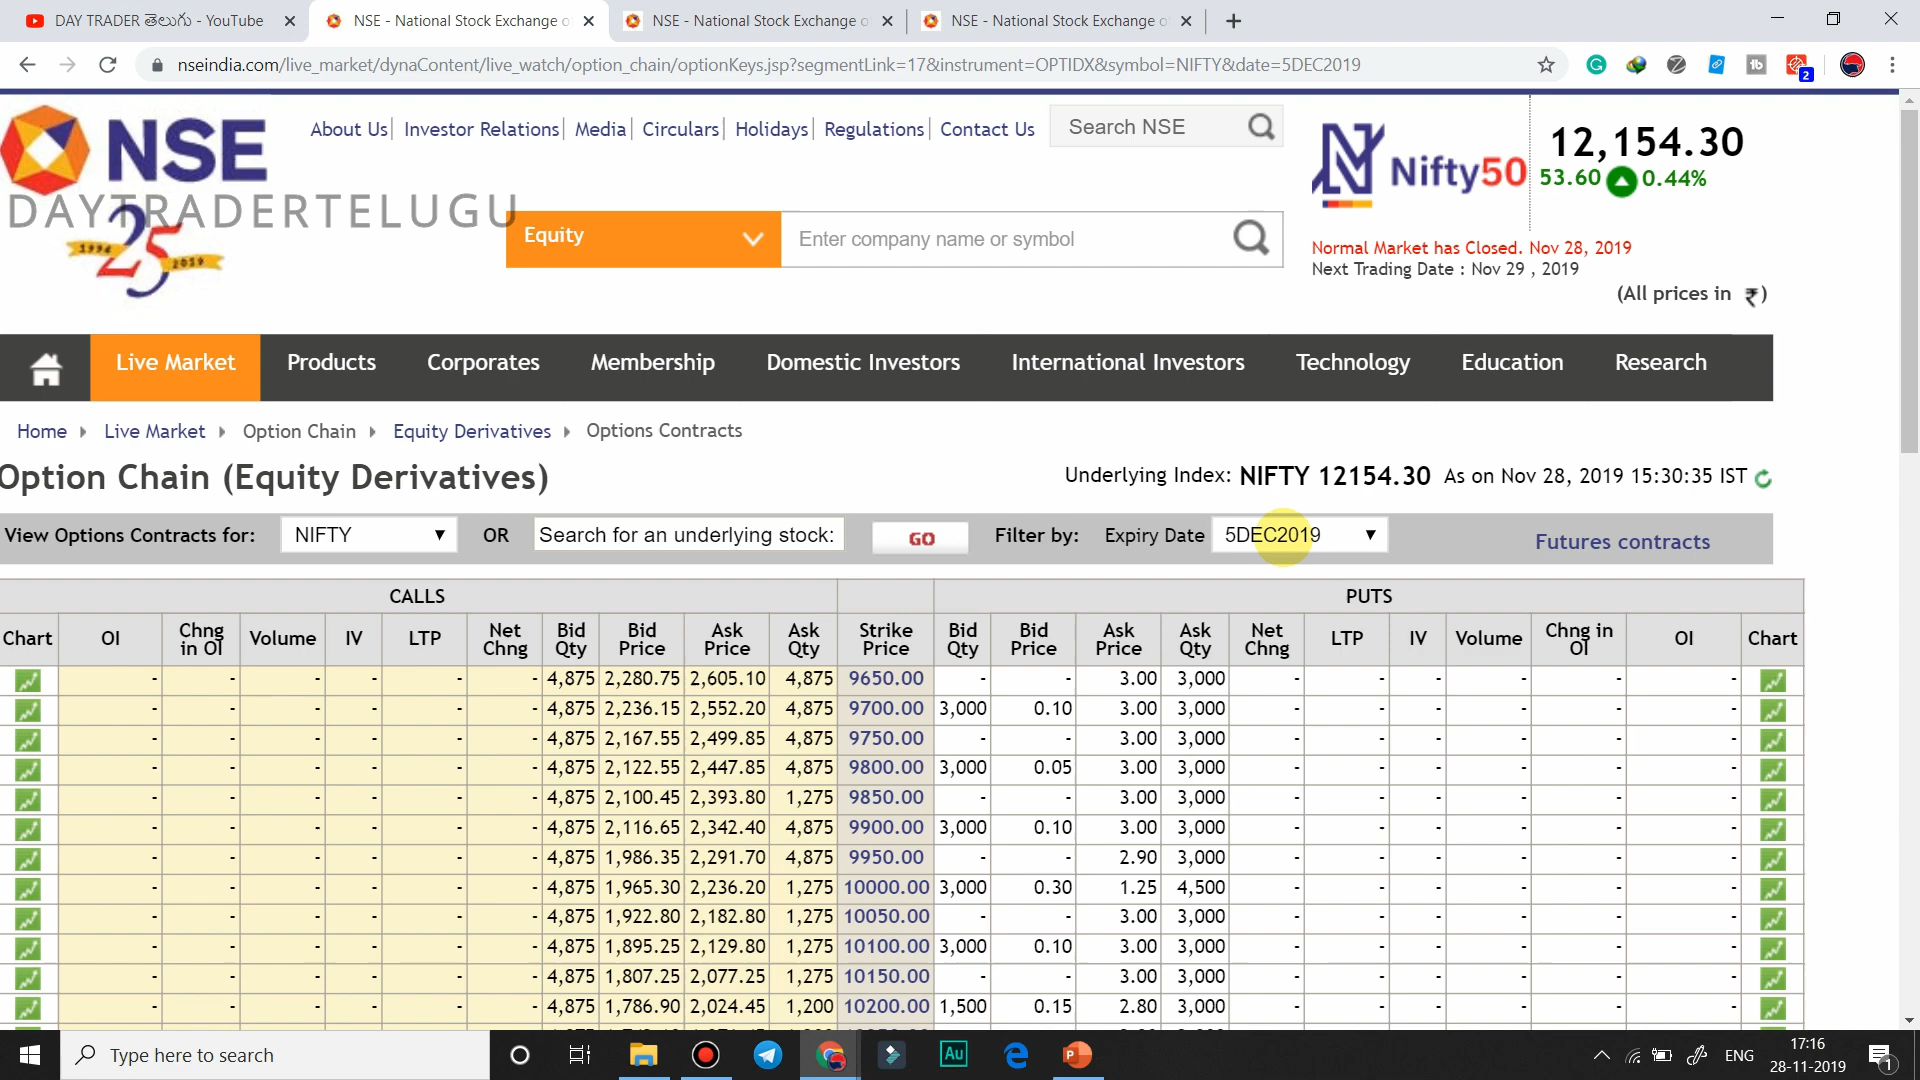 DAY TRADER తెలుగు - YouTube
NSE - National Stock Exchange o
NSE - National Stock Exchange o
NSE - National Stock Exchange o
nseindia.com/live_market/dynaContent/live_watch/option_chain/optionKeys.jsp?segmentLink=17&instrument=OPTIDX&symbol=NIFTY&date=5DEC2019
2
NSE
About Us | Investor Relations | Media | Circulars | Holidays | Regulations | Contact Us
Search NSE
Nifty50
12,154.30
53.60 0.44%
DAYTRADERTELUGU
1994 25 2019
Equity
Enter company name or symbol
Normal Market has Closed. Nov 28, 2019
Next Trading Date : Nov 29 , 2019
(All prices in ₹)
Live Market Products Corporates Membership Domestic Investors International Investors Technology Education Research
Home Live Market Option Chain Equity Derivatives Options Contracts
Option Chain (Equity Derivatives)
Underlying Index: NIFTY 12154.30 As on Nov 28, 2019 15:30:35 IST
View Options Contracts for: NIFTY OR Search for an underlying stock: GO Filter by: Expiry Date 5DEC2019 Futures contracts
CALLS PUTS
Chart OI Chng in OI Volume IV LTP Net Chng Bid Qty Bid Price Ask Price Ask Qty Strike Price Bid Qty Bid Price Ask Price Ask Qty Net Chng LTP IV Volume Chng in OI OI Chart
- - - - - - 4,875 2,280.75 2,605.10 4,875 9650.00 - - 3.00 3,000 - - - - - -
- - - - - - 4,875 2,236.15 2,552.20 4,875 9700.00 3,000 0.10 3.00 3,000 - - - - - -
- - - - - - 4,875 2,167.55 2,499.85 4,875 9750.00 - - 3.00 3,000 - - - - - -
- - - - - - 4,875 2,122.55 2,447.85 4,875 9800.00 3,000 0.05 3.00 3,000 - - - - - -
- - - - - - 4,875 2,100.45 2,393.80 1,275 9850.00 - - 3.00 3,000 - - - - - -
- - - - - - 4,875 2,116.65 2,342.40 4,875 9900.00 3,000 0.10 3.00 3,000 - - - - - -
- - - - - - 4,875 1,986.35 2,291.70 4,875 9950.00 - - 2.90 3,000 - - - - - -
- - - - - - 4,875 1,965.30 2,236.20 1,275 10000.00 3,000 0.30 1.25 4,500 - - - - - -
- - - - - - 4,875 1,922.80 2,182.80 1,275 10050.00 - - 3.00 3,000 - - - - - -
- - - - - - 4,875 1,895.25 2,129.80 1,275 10100.00 3,000 0.10 3.00 3,000 - - - - - -
- - - - - - 4,875 1,807.25 2,077.25 1,275 10150.00 - - 3.00 3,000 - - - - - -
- - - - - - 4,875 1,786.90 2,024.45 1,200 10200.00 1,500 0.15 2.80 3,000 - - - - - -
Type here to search
Au
ENG
17:16
28-11-2019
1